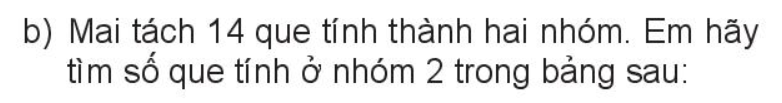 b) Mai tách 14 que tính thành hai nhóm. Em hãy
tìm số que tính ở nhóm 2 trong bảng sau: